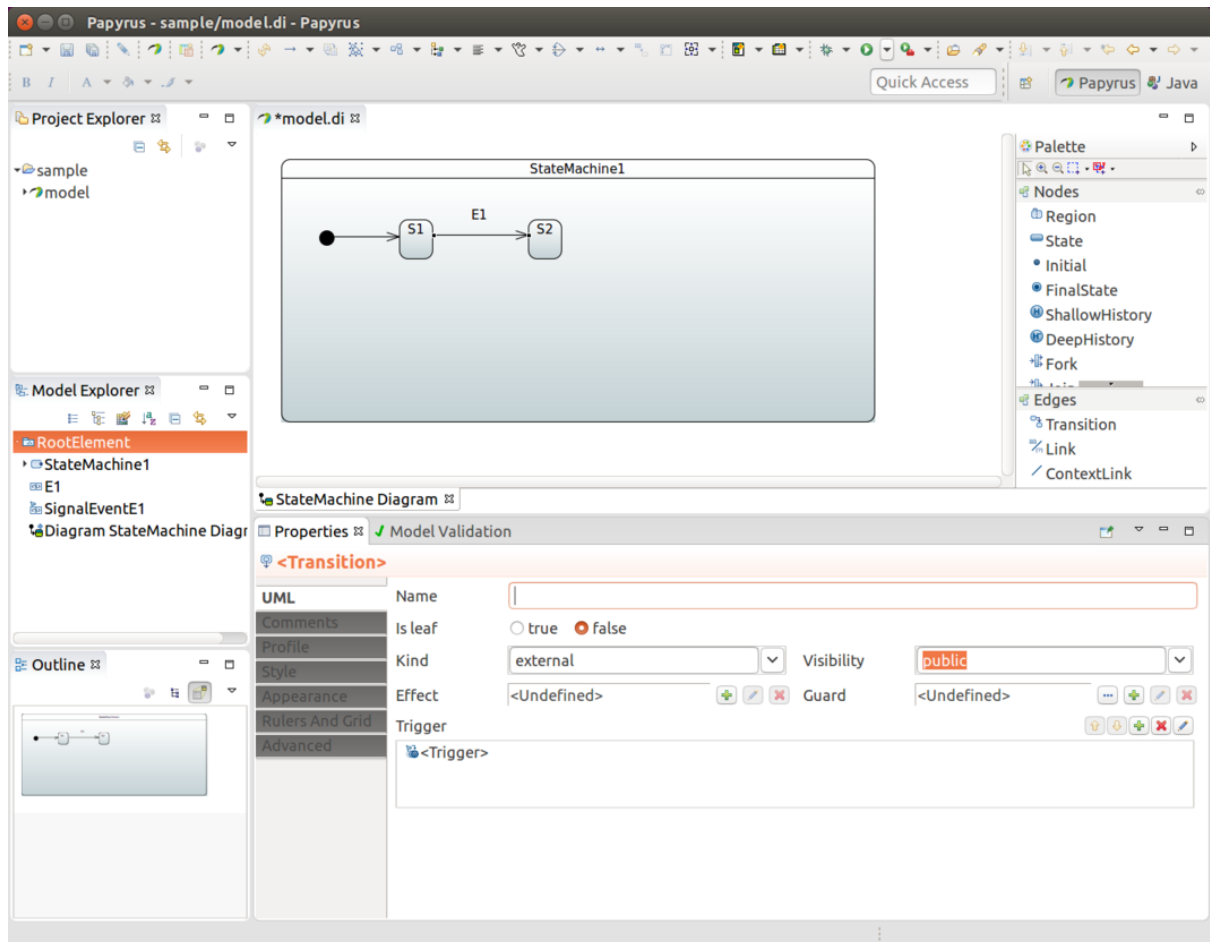 Papyrus - sample/model.di - Papyrus
B I A
Quick Access
Papyrus
Java
Project Explorer
sample
model
*model.di
StateMachine1
S1
E1
S2
Palette
Nodes
Region
State
Initial
FinalState
ShallowHistory
DeepHistory
Fork
Edges
Transition
Link
ContextLink
Model Explorer
RootElement
StateMachine1
E1
SignalEventE1
Diagram StateMachine Diagr
StateMachine Diagram
Outline
Properties
Model Validation
<Transition>
UML
Comments
Profile
Style
Appearance
Rulers And Grid
Advanced
Name
Is leaf true false
Kind external Visibility public
Effect <Undefined> Guard <Undefined>
Trigger
<Trigger>